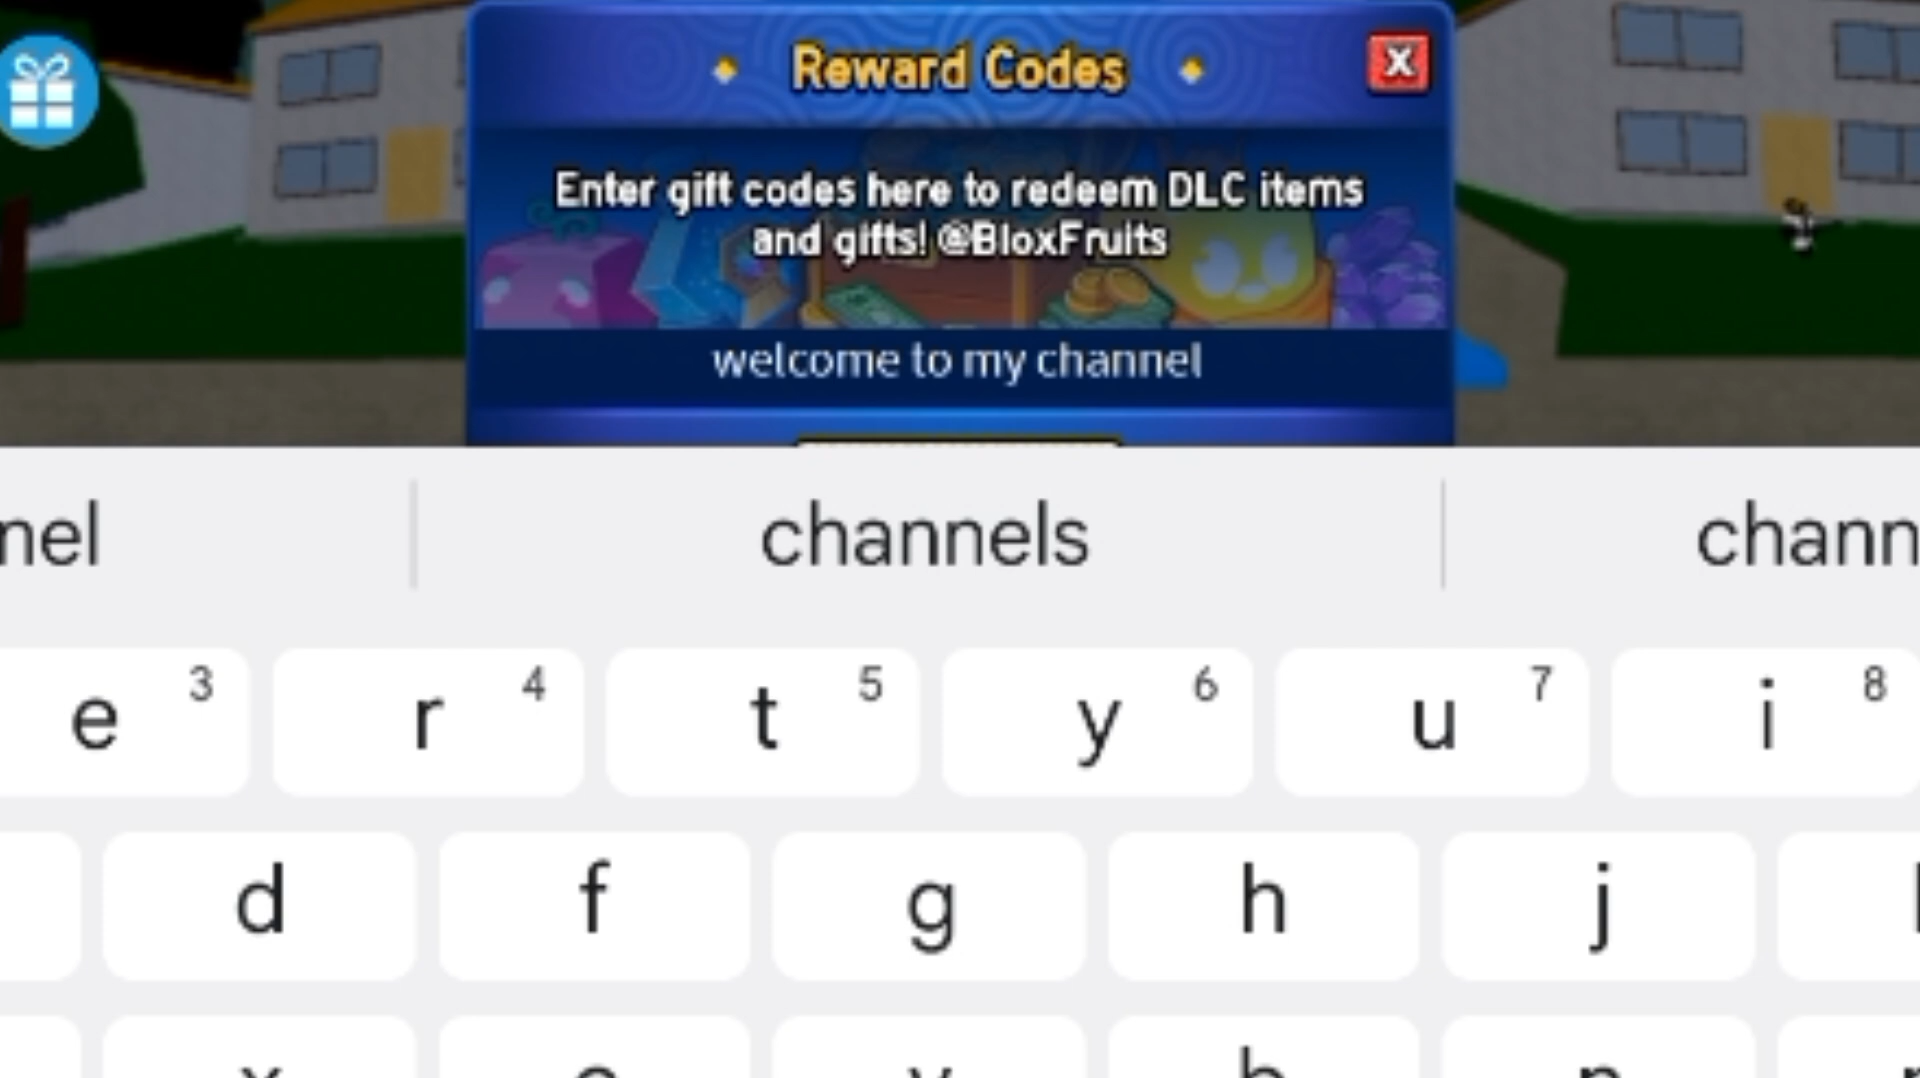 Reward Codes
X
Enter gift codes here to redeem DLC items
and gifts! @BloxFruits
welcome to my channel
nel channels chann
e 3 r 4 t 5 y 6 u 7 i 8
d f g h j